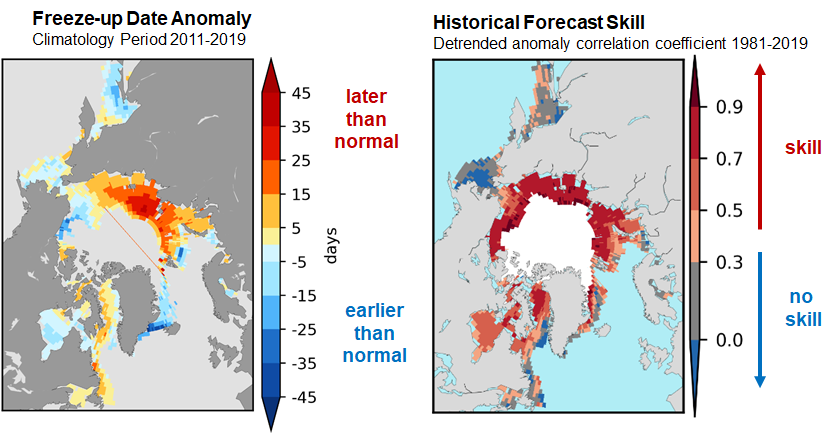 Freeze-up Date Anomaly
Climatology Period 2011-2019
45
35
25
15
5
-5
-15
-25
-35
-45
days
later
than
normal
earlier
than
normal
Historical Forecast Skill
Detrended anomaly correlation coefficient 1981-2019
0.9
0.7
0.5
0.3
0.0
skill
no
skill